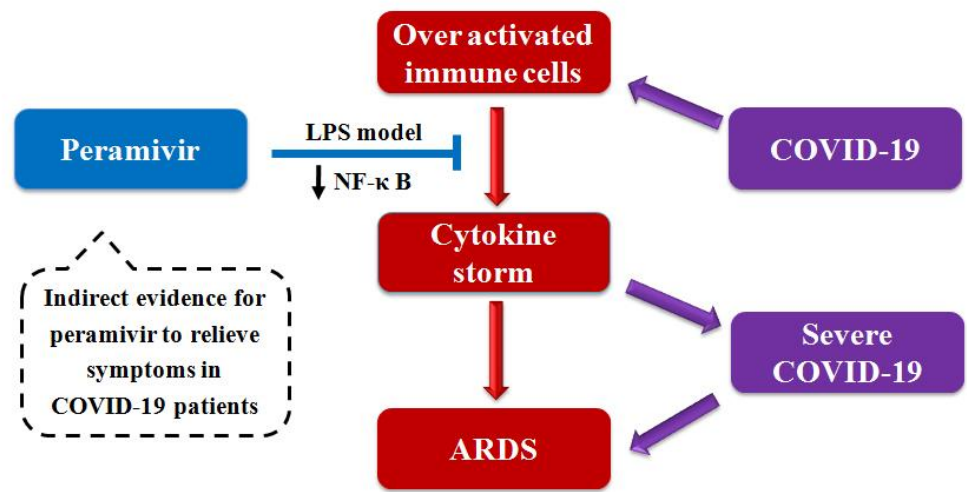 Over activated
immune cells
Peramivir
LPS model
NF-κ B
COVID-19
Cytokine
storm
Indirect evidence for
peramivir to relieve
symptoms in
COVID-19 patients
Severe
COVID-19
ARDS